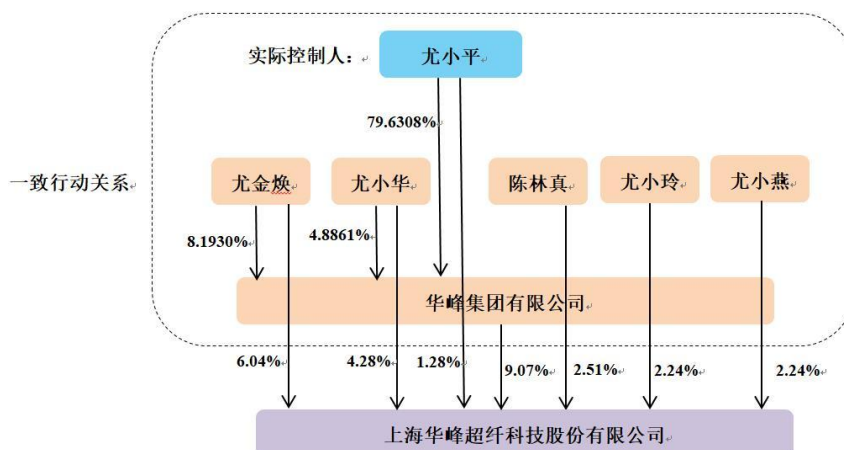 实际控制人：
尤小平
79.6308%
一致行动关系
尤金焕
尤小华
陈林真
尤小玲
尤小燕
8.1930%
4.8861%
华峰集团有限公司
6.04%
4.28%
1.28%
9.07%
2.51%
2.24%
2.24%
上海华峰超纤科技股份有限公司